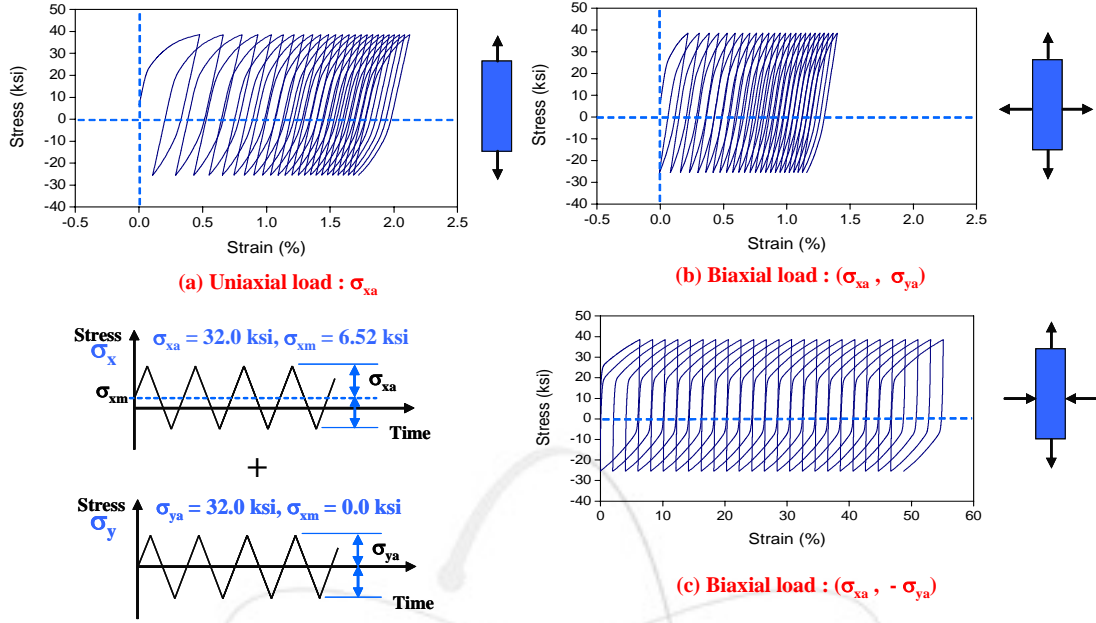 50
40
30
20
10
0
-10
-20
-30
-40
Stress (ksi)
-0.5 0.0 0.5 1.0 1.5 2.0 2.5
Strain (%)
(a) Uniaxial load : σxa
50
40
30
20
10
0
-10
-20
-30
-40
Stress (ksi)
-0.5 0.0 0.5 1.0 1.5 2.0 2.5
Strain (%)
(b) Biaxial load : (σxa , σya)
Stress
σx
σxa = 32.0 ksi, σxm = 6.52 ksi
σxm
σxa
Time
+
Stress
σy
σya = 32.0 ksi, σxm = 0.0 ksi
σya
Time
50
40
30
20
10
0
-10
-20
-30
-40
Stress (ksi)
0 10 20 30 40 50 60
Strain (%)
(c) Biaxial load : (σxa , - σya)